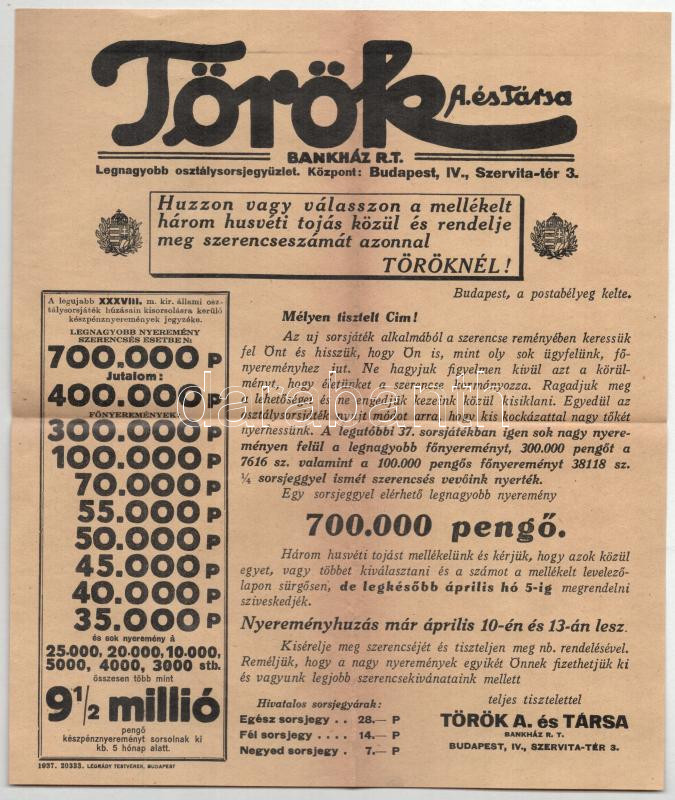 Török A. és Társa
BANKHÁZ R.T.
Legnagyobb osztálysorsjegyüzlet. Központ: Budapest, IV., Szervita-tér 3.
Huzzon vagy válasszon a mellékelt
három husvéti tojás közül és rendelje
meg szerencseszámát azonnal
TÖRÖKNÉL!
A legujabb XXXVIII. m. kir. állami osz-
tálysorsjáték húzásain kisorsolásra kerülő
készpénznyeremények jegyzéke.
LEGNAGYOBB NYEREMÉNY
SZERENCSÉS ESETBEN:
700.000 P
Jutalom:
400.000 P
FŐNYEREMÉNYEK:
300.000 P
100.000 P
70.000 P
55.000 P
50.000 P
45.000 P
40.000 P
35.000 P
és sok nyeremény á
25.000, 20.000, 10.000,
5000, 4000, 3000 stb.
összesen több mint
9 1/2 millió
pengő
készpénznyereményt sorsolnak ki
kb. 5 hónap alatt.
Budapest, a postabélyeg kelte.
Mélyen tisztelt Cim!
Az uj sorsjáték alkalmából a szerencse reményében keressük
fel Önt és hisszük, hogy Ön is, mint oly sok ügyfelünk, fő-
nyereményhez jut. Ne hagyjuk figyelmen kívül azt a körül-
ményt, hogy életünket a szerencse kormányozza. Ragadjuk meg
a lehetőséget és ne engedjük kezeink közül kisiklani. Egyedül az
osztálysorsjáték nyujt módot arra, hogy kis kockázattal nagy tőkét
nyerhessünk. A legutóbbi 37. sorsjátékban igen sok nagy nyere-
ményen felül a legnagyobb főnyereményt, 300.000 pengőt a
7616 sz. valamint a 100.000 pengős főnyereményt 38118 sz.
¼ sorsjeggyel ismét szerencsés vevőink nyerték.
Egy sorsjeggyel elérhető legnagyobb nyeremény
700.000 pengő.
Három husvéti tojást mellékelünk és kérjük, hogy azok közül
egyet, vagy többet kiválasztani és a számot a mellékelt levelező-
lapon sürgősen, de legkésőbb április hó 5-ig megrendelni
sziveskedjék.
Nyereményhuzás már április 10-én és 13-án lesz.
Kisérelje meg szerencséjét és tiszteljen meg nb. rendelésével.
Reméljük, hogy a nagy nyeremények egyikét Önnek fizethetjük ki
és vagyunk legjobb szerencsekivánataink mellett
Hivatalos sorsjegyárak:
Egész sorsjegy . . 28.— P
Fél sorsjegy . . . . 14.— P
Negyed sorsjegy . 7.— P
teljes tisztelettel
TÖRÖK A. és TÁRSA
BANKHÁZ R. T.
BUDAPEST, IV., SZERVITA-TÉR 3.
1937. 20333. LÉGRÁDY TESTVÉREK, BUDAPEST
darabanth